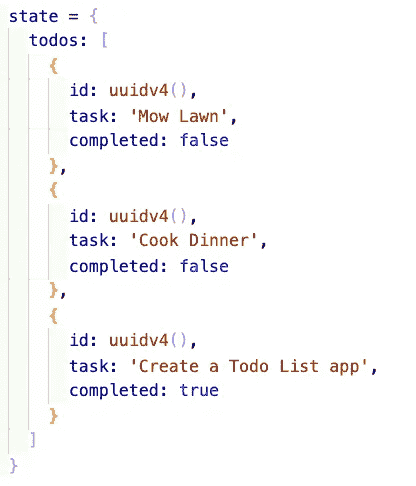 state = {
  todos: [
    {
      id: uuidv4(),
      task: 'Mow Lawn',
      completed: false
    },
    {
      id: uuidv4(),
      task: 'Cook Dinner',
      completed: false
    },
    {
      id: uuidv4(),
      task: 'Create a Todo List app',
      completed: true
    }
  ]
}